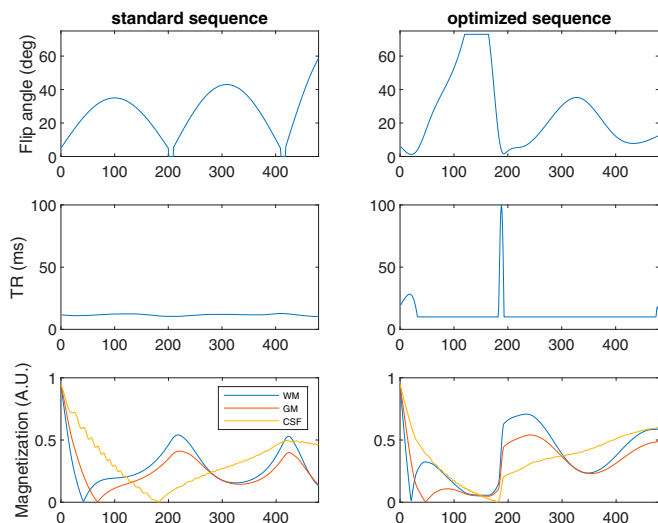 standard sequence
optimized sequence
Flip angle (deg)
60
40
20
0
0 100 200 300 400
60
40
20
0
0 100 200 300 400
TR (ms)
100
50
0
0 100 200 300 400
100
50
0
0 100 200 300 400
Magnetization (A.U.)
1
0.5
0
0 100 200 300 400
WM
GM
CSF
1
0.5
0
0 100 200 300 400